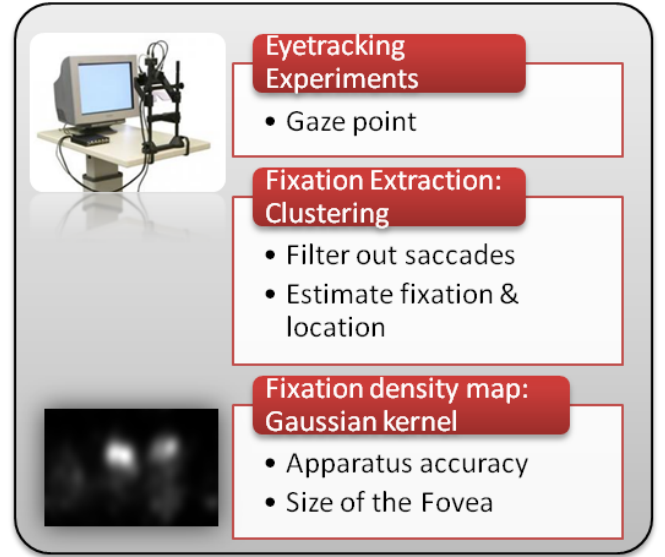 Eyetracking
Experiments
• Gaze point
Fixation Extraction:
Clustering
• Filter out saccades
• Estimate fixation &
location
Fixation density map:
Gaussian kernel
• Apparatus accuracy
• Size of the Fovea